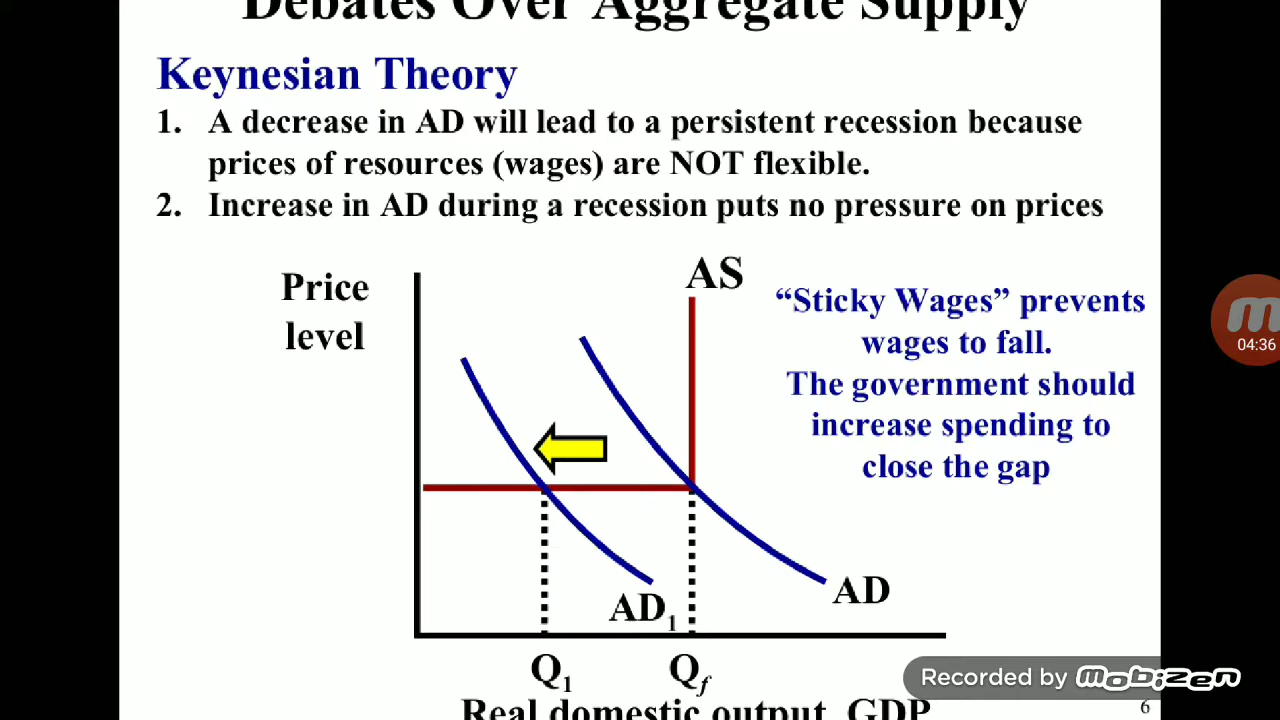 Debates Over Aggregate Supply
Keynesian Theory
1. A decrease in AD will lead to a persistent recession because
prices of resources (wages) are NOT flexible.
2. Increase in AD during a recession puts no pressure on prices
AS
Price
level
“Sticky Wages” prevents
wages to fall.
The government should
increase spending to
close the gap
04:36
AD
AD₁
Q₁
Qf
Recorded by mobizen
Real domestic output, GDP
6